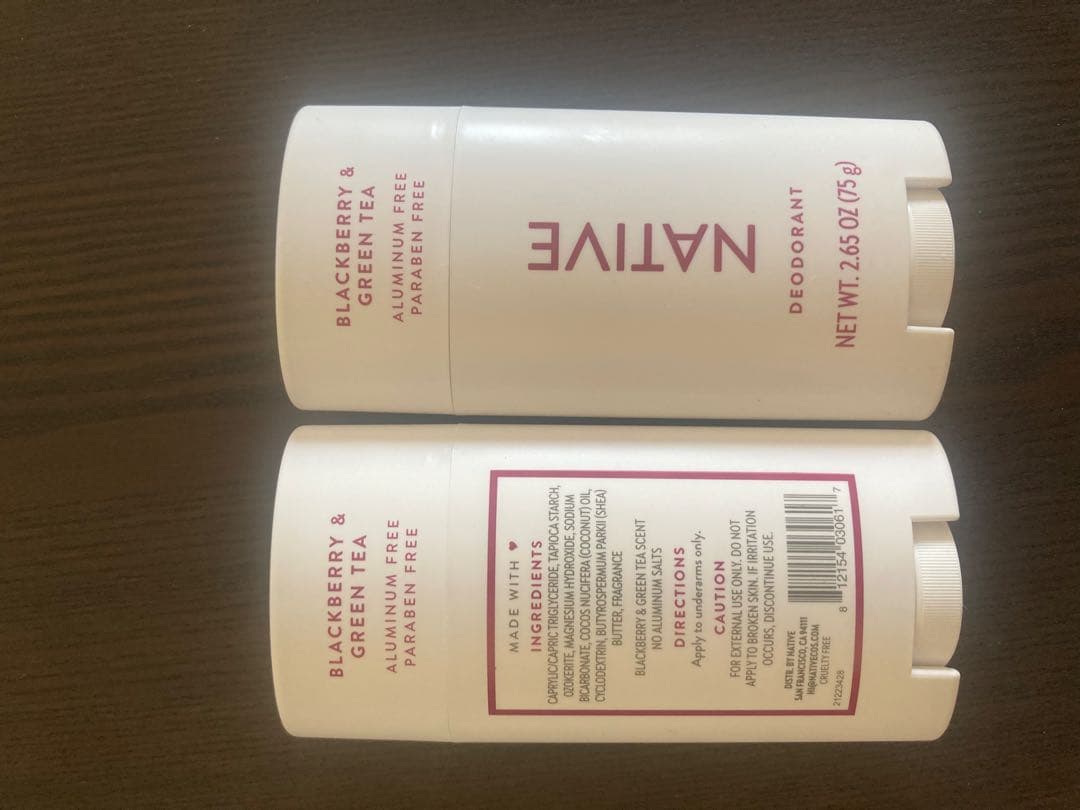 BLACKBERRY &
GREEN TEA
ALUMINUM FREE
PARABEN FREE
NATIVE
DEODORANT
NET WT. 2.65 OZ (75 g)
BLACKBERRY &
GREEN TEA
ALUMINUM FREE
PARABEN FREE
MADE WITH ♥
INGREDIENTS
CAPRYLIC/CAPRIC TRIGLYCERIDE, TAPIOCA STARCH,
OZOKERITE, MAGNESIUM HYDROXIDE, SODIUM
BICARBONATE, COCOS NUCIFERA (COCONUT) OIL,
CYCLODEXTRIN, BUTYROSPERMUM PARKII (SHEA)
BUTTER, FRAGRANCE
BLACKBERRY & GREEN TEA SCENT
NO ALUMINUM SALTS
DIRECTIONS
Apply to underarms only.
CAUTION
FOR EXTERNAL USE ONLY. DO NOT
APPLY TO BROKEN SKIN. IF IRRITATION
OCCURS, DISCONTINUE USE.
DISTR. BY NATIVE
SAN FRANCISCO, CA 94111
HI@NATIVECOS.COM
CRUELTY FREE
21223428
8 12154 03061 7